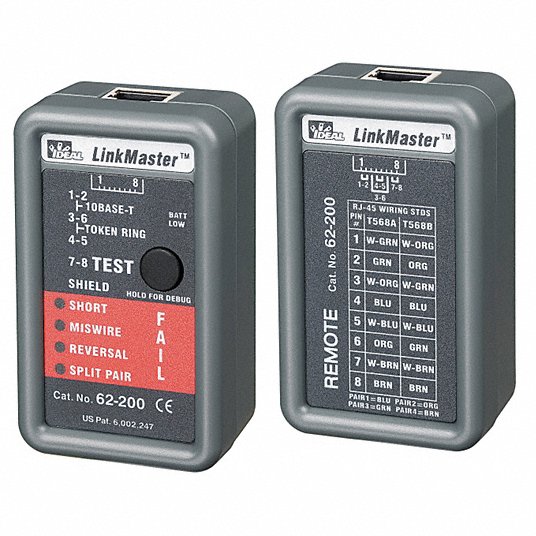 IDEAL LinkMaster™
1 8
1-2
10BASE-T
3-6
TOKEN RING
4-5
BATT
LOW
7-8 TEST
SHIELD
HOLD FOR DEBUG
SHORT
MISWIRE
REVERSAL
SPLIT PAIR
FAIL
Cat. No. 62-200 CE
US Pat. 6,002,247
IDEAL LinkMaster™
1 8
1-2 4-5 7-8
3-6
REMOTE
Cat. No. 62-200
RJ-45 WIRING STDS
PIN # T568A T568B
1 W-GRN W-ORG
2 GRN ORG
3 W-ORG W-GRN
4 BLU BLU
5 W-BLU W-BLU
6 ORG GRN
7 W-BRN W-BRN
8 BRN BRN
PAIR1=BLU PAIR2=ORG
PAIR3=GRN PAIR4=BRN